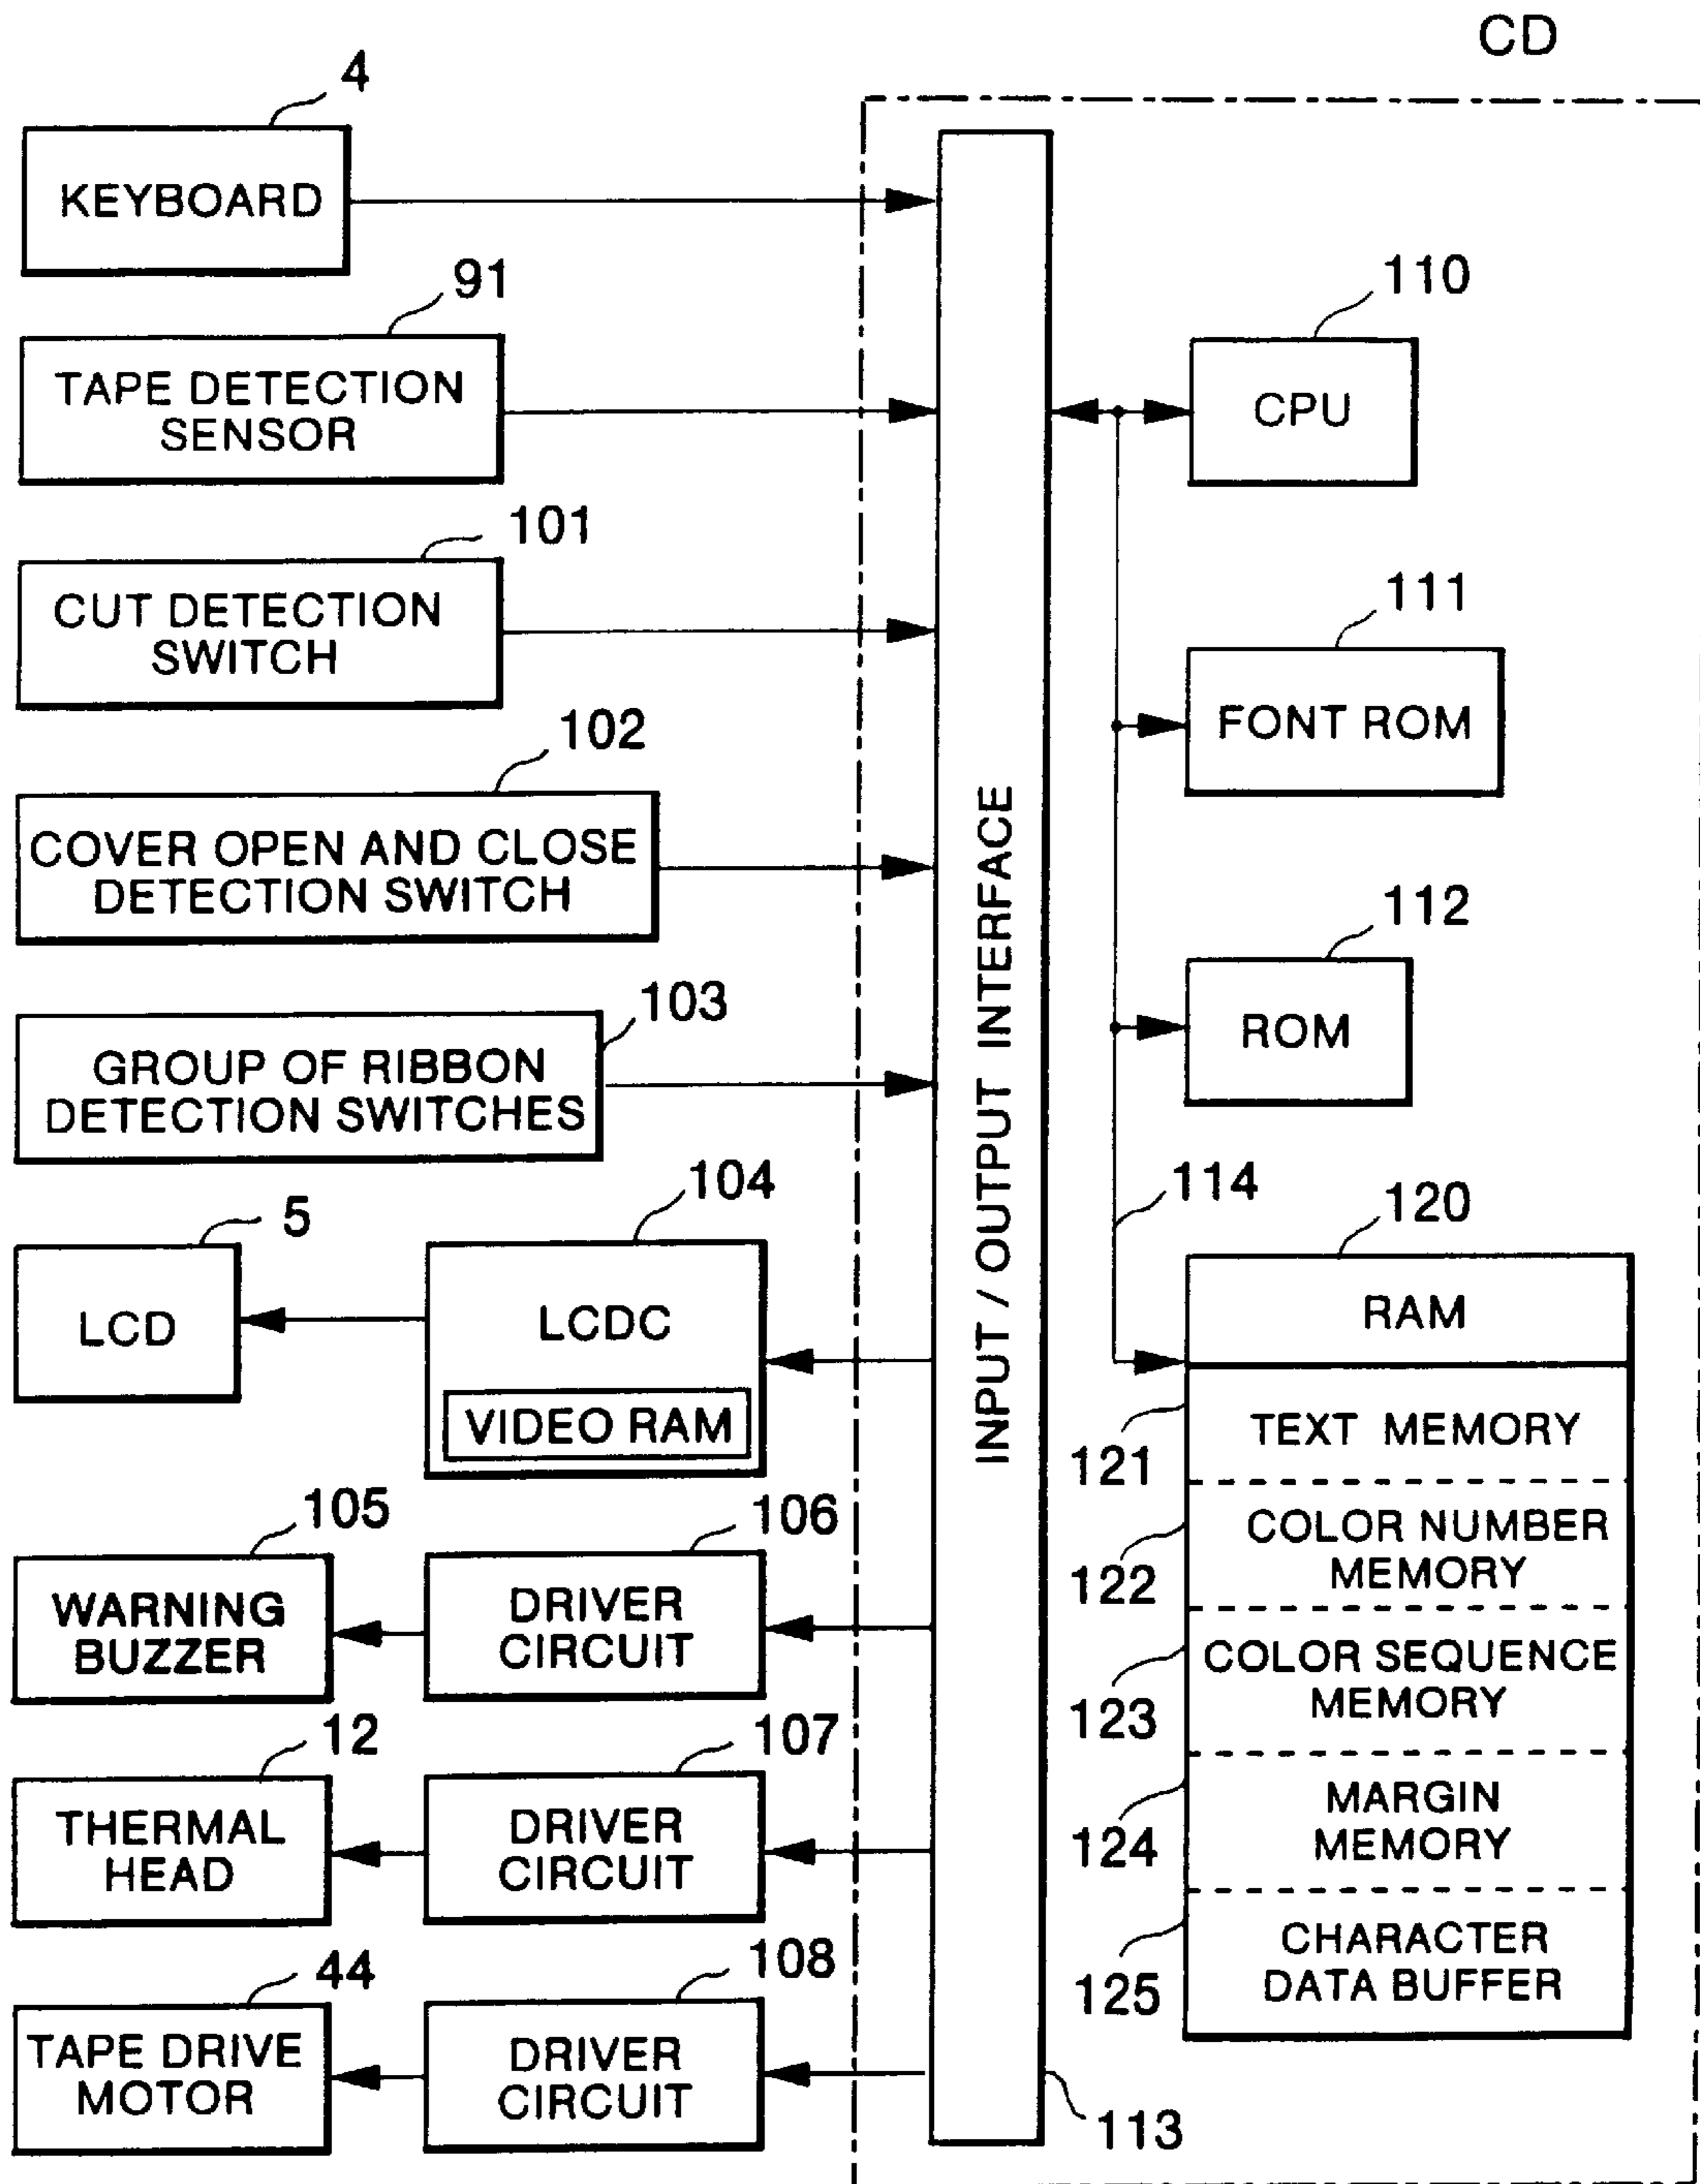 CD
4
KEYBOARD
91
TAPE DETECTION
SENSOR
101
CUT DETECTION
SWITCH
102
COVER OPEN AND CLOSE
DETECTION SWITCH
103
GROUP OF RIBBON
DETECTION SWITCHES
5
LCD
104
LCDC
VIDEO RAM
105
WARNING
BUZZER
106
DRIVER
CIRCUIT
12
THERMAL
HEAD
107
DRIVER
CIRCUIT
44
TAPE DRIVE
MOTOR
108
DRIVER
CIRCUIT
INPUT / OUTPUT INTERFACE
113
110
CPU
111
FONT ROM
112
ROM
114
120
RAM
121
TEXT MEMORY
122
COLOR NUMBER
MEMORY
123
COLOR SEQUENCE
MEMORY
124
MARGIN
MEMORY
125
CHARACTER
DATA BUFFER